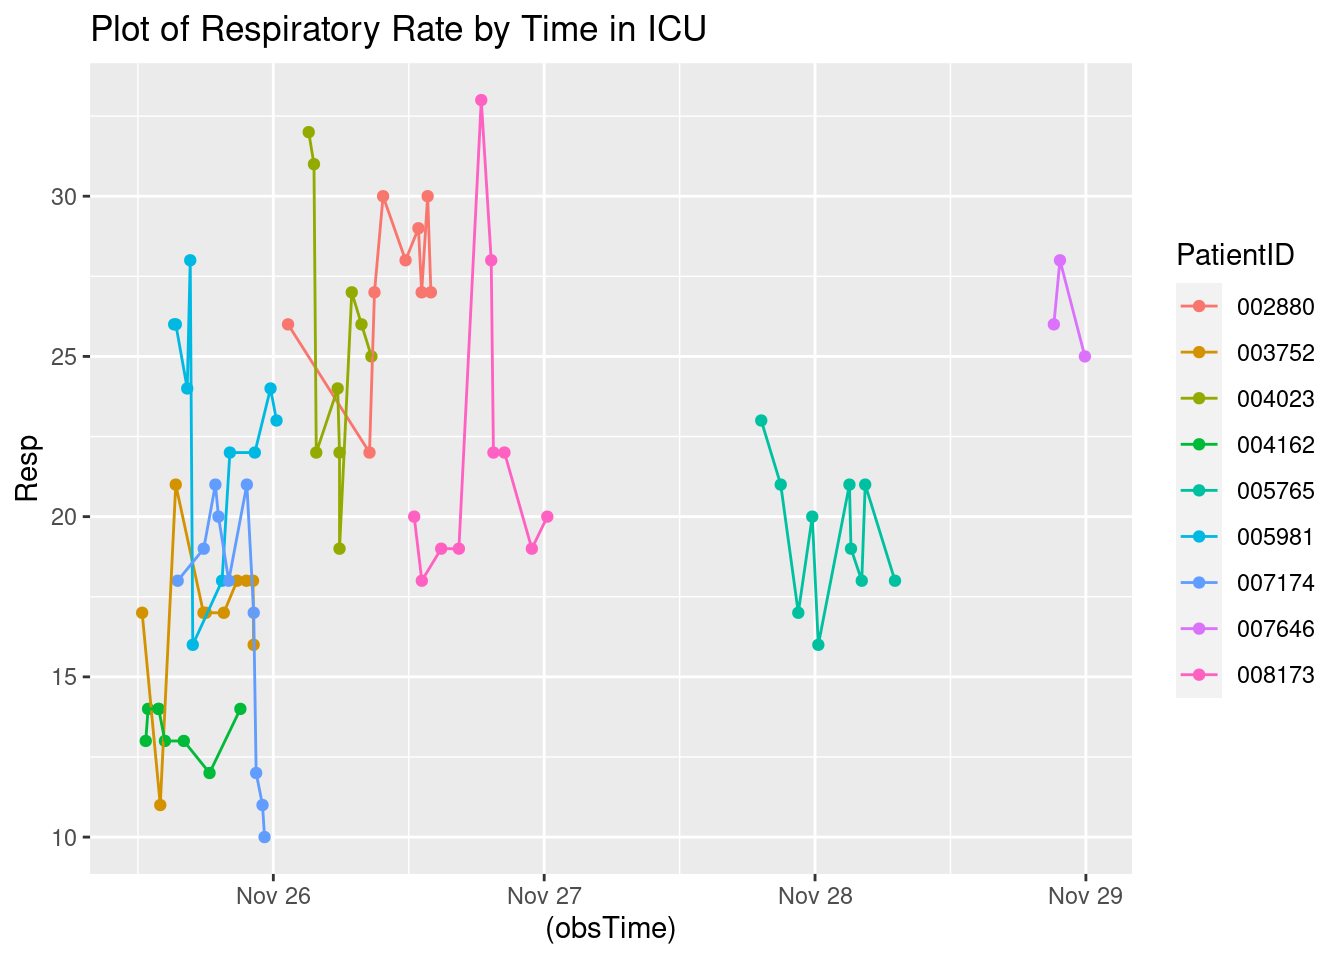 Plot of Respiratory Rate by Time in ICU
Resp
30
25
20
15
10
Nov 26
Nov 27
Nov 28
Nov 29
(obsTime)
PatientID
002880
003752
004023
004162
005765
005981
007174
007646
008173